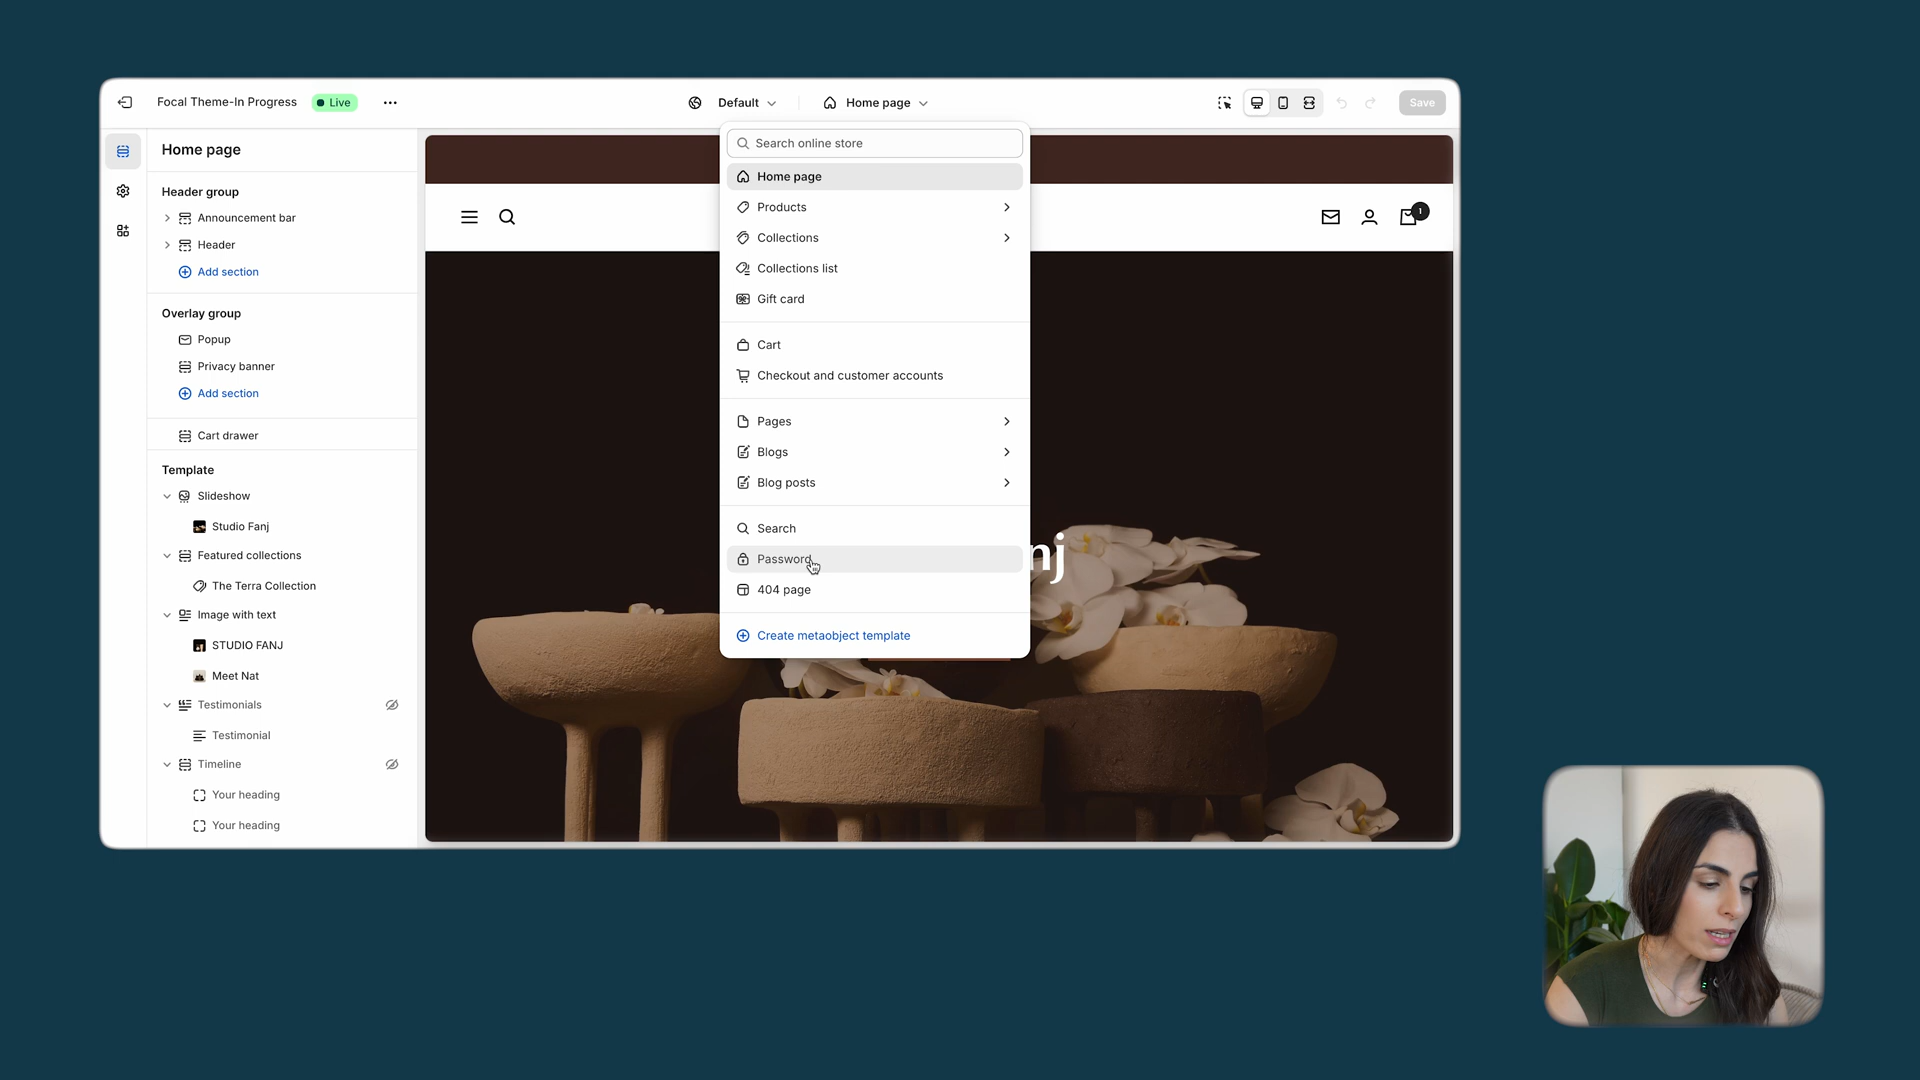 Focal Theme-In Progress
Live
Default
Home page
Save
Home page
Header group
Announcement bar
Header
Add section
Overlay group
Popup
Privacy banner
Add section
Cart drawer
Template
Slideshow
Studio Fanj
Featured collections
The Terra Collection
Image with text
STUDIO FANJ
Meet Nat
Testimonials
Testimonial
Timeline
Your heading
Your heading
Search online store
Home page
Products
Collections
Collections list
Gift card
Cart
Checkout and customer accounts
Pages
Blogs
Blog posts
Search
Password
404 page
Create metaobject template
1
nj